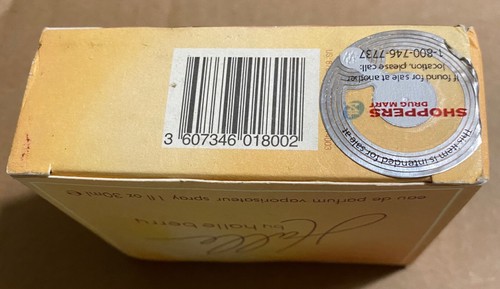 3 607346 018002
If found for sale at another
location, please call:
1-800-746-7737
SHOPPERS
DRUG MART
This item is intended for sale at
Halle
by halle berry
eau de parfum vaporisateur spray 1 fl oz 30ml e